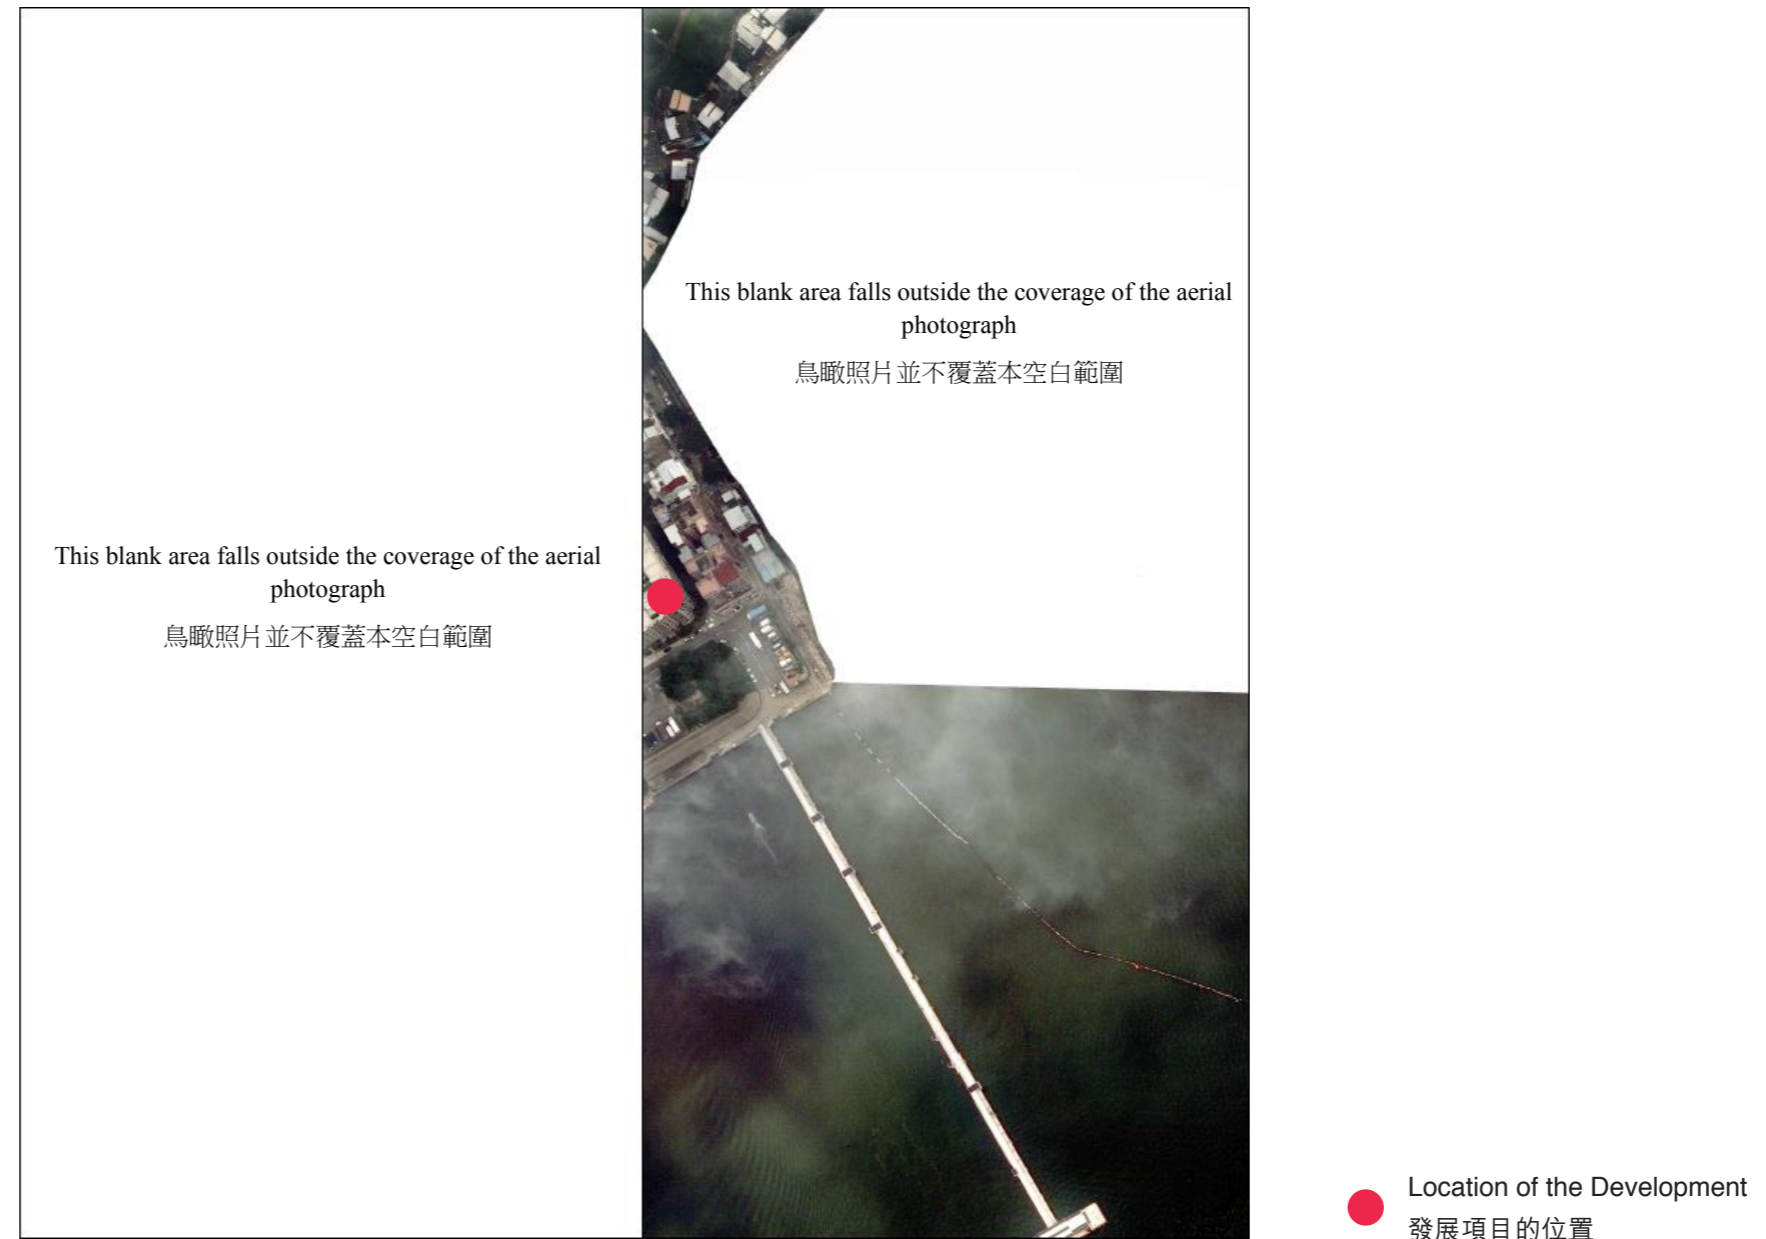 This blank area falls outside the coverage of the aerial
photograph
鳥瞰照片並不覆蓋本空白範圍
This blank area falls outside the coverage of the aerial
photograph
鳥瞰照片並不覆蓋本空白範圍
Location of the Development
發展項目的位置